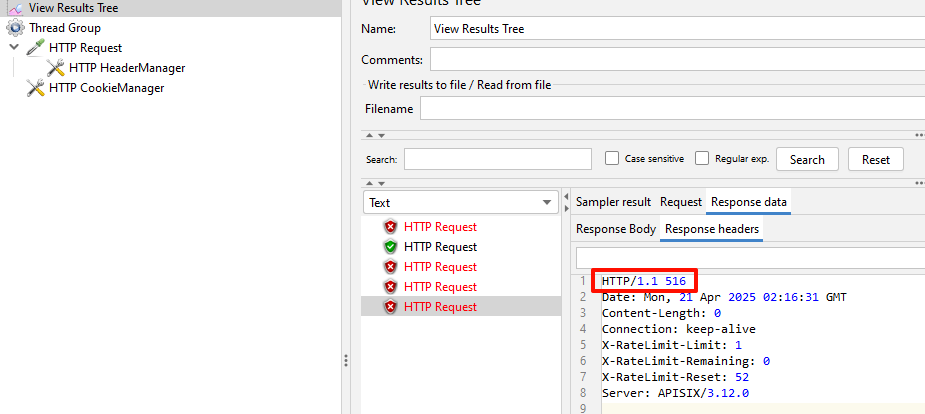 View Results Tree
Thread Group
HTTP Request
HTTP HeaderManager
HTTP CookieManager
View Results Tree
Name: View Results Tree
Comments:
Write results to file / Read from file
Filename
Search: Case sensitive Regular exp. Search Reset
Text
HTTP Request
HTTP Request
HTTP Request
HTTP Request
HTTP Request
Sampler result Request Response data
Response Body Response headers
1 HTTP/1.1 516
2 Date: Mon, 21 Apr 2025 02:16:31 GMT
3 Content-Length: 0
4 Connection: keep-alive
5 X-RateLimit-Limit: 1
6 X-RateLimit-Remaining: 0
7 X-RateLimit-Reset: 52
8 Server: APISIX/3.12.0
9